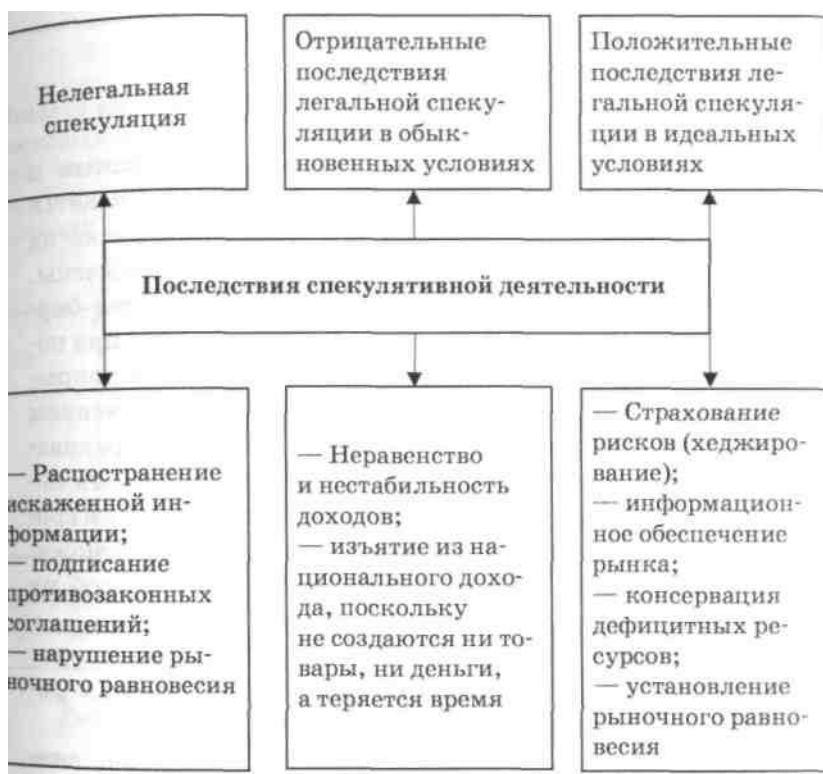 Нелегальная
спекуляция
Отрицательные
последствия
легальной спеку-
ляции в обык-
новенных условиях
Положительные
последствия ле-
гальной спекуля-
ции в идеальных
условиях
Последствия спекулятивной деятельности
— Распостранение
искаженной ин-
формации;
— подписание
противозаконных
соглашений;
— нарушение ры-
ночного равновесия
— Неравенство
и нестабильность
доходов;
— изъятие из на-
ционального дохо-
да, поскольку
не создаются ни то-
вары, ни деньги,
а теряется время
— Страхование
рисков (хеджиро-
вание);
— информацион-
ное обеспечение
рынка;
— консервация
дефицитных ре-
сурсов;
— установление
рыночного равно-
весия